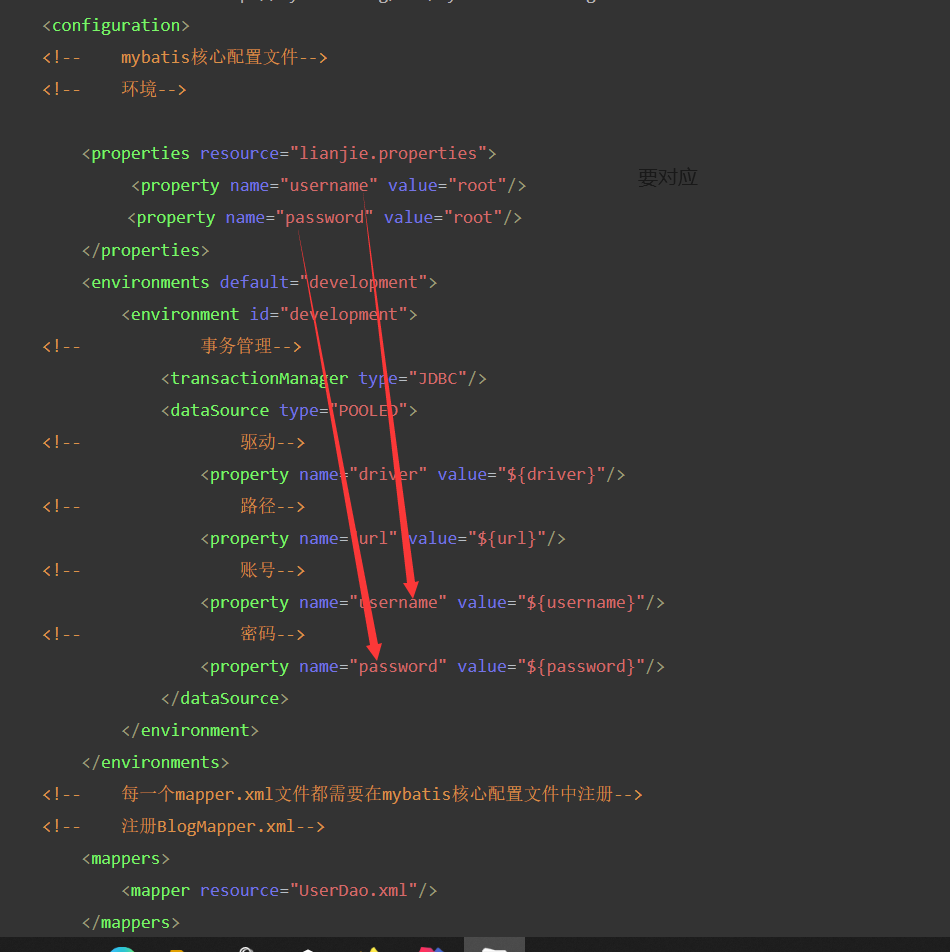 <configuration>
<!--    mybatis核心配置文件-->
<!--    环境-->
<properties resource="lianjie.properties">
<property name="username" value="root"/>
要对应
<property name="password" value="root"/>
</properties>
<environments default="development">
<environment id="development">
<!--            事务管理-->
<transactionManager type="JDBC"/>
<dataSource type="POOLED">
<!--                驱动-->
<property name="driver" value="${driver}"/>
<!--                路径-->
<property name="url" value="${url}"/>
<!--                账号-->
<property name="username" value="${username}"/>
<!--                密码-->
<property name="password" value="${password}"/>
</dataSource>
</environment>
</environments>
<!--    每一个mapper.xml文件都需要在mybatis核心配置文件中注册-->
<!--    注册BlogMapper.xml-->
<mappers>
<mapper resource="UserDao.xml"/>
</mappers>